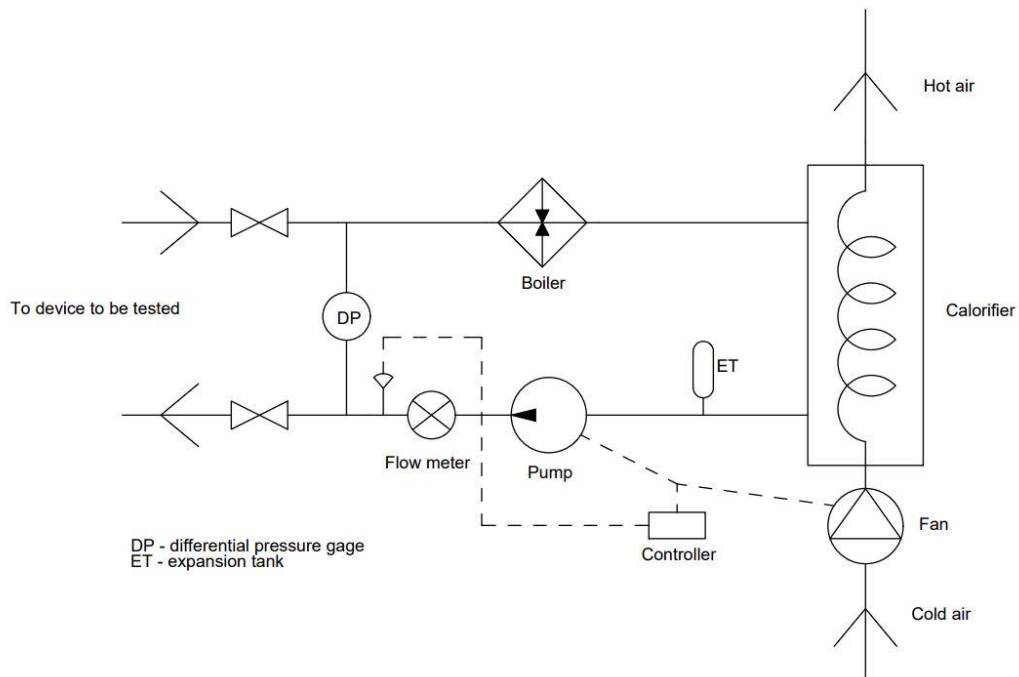 Hot air
Boiler
To device to be tested
DP
Calorifier
ET
Flow meter
Pump
Fan
DP - differential pressure gage
ET - expansion tank
Controller
Cold air